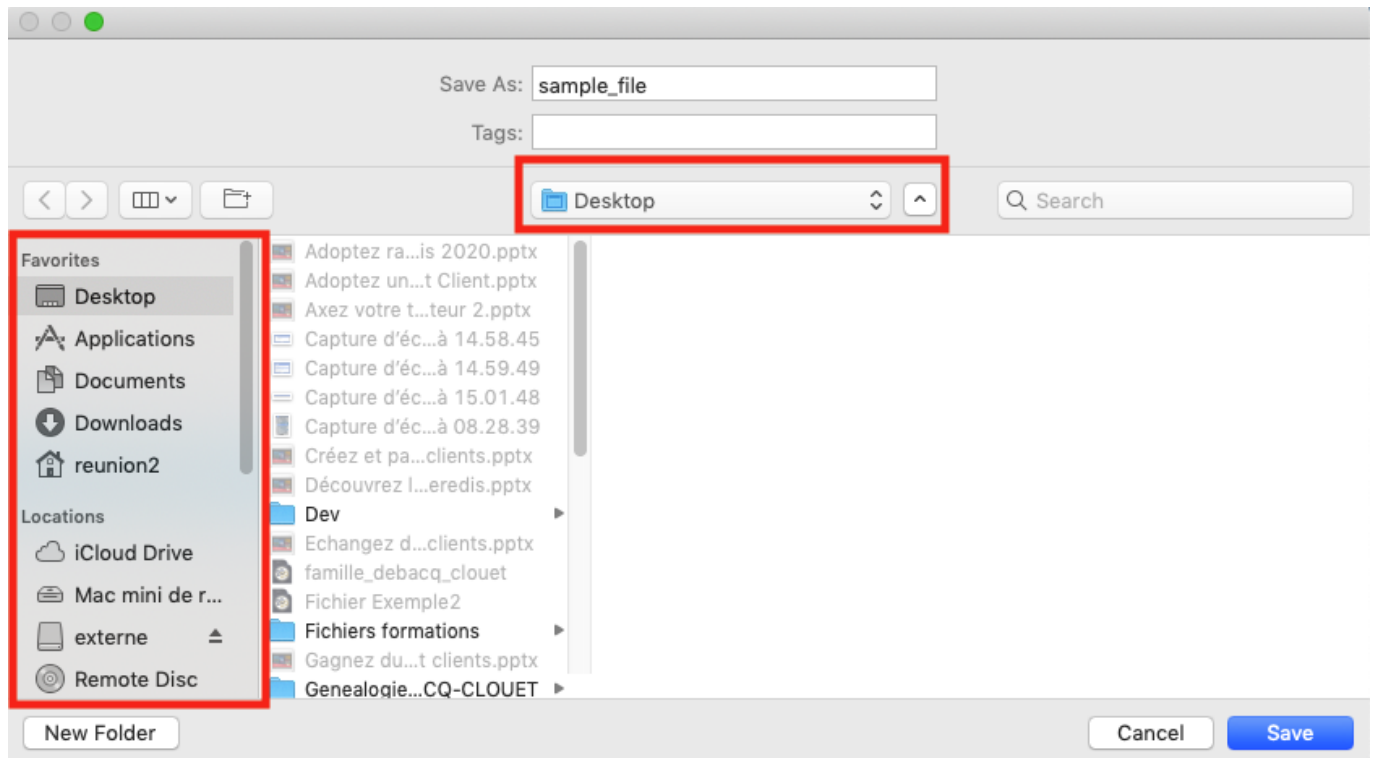 Save As: sample_file
Tags:
Desktop
Search
Favorites
Desktop
Applications
Documents
Downloads
reunion2
Locations
iCloud Drive
Mac mini de r...
externe
Remote Disc
Adoptez ra...is 2020.pptx
Adoptez un...t Client.pptx
Axez votre t...teur 2.pptx
Capture d'éc...à 14.58.45
Capture d'éc...à 14.59.49
Capture d'éc...à 15.01.48
Capture d'éc...à 08.28.39
Créez et pa...clients.pptx
Découvrez l...eredis.pptx
Dev
Echangez d...clients.pptx
famille_debacq_clouet
Fichier Exemple2
Fichiers formations
Gagnez du...t clients.pptx
Genealogie...CQ-CLOUET
New Folder
Cancel
Save